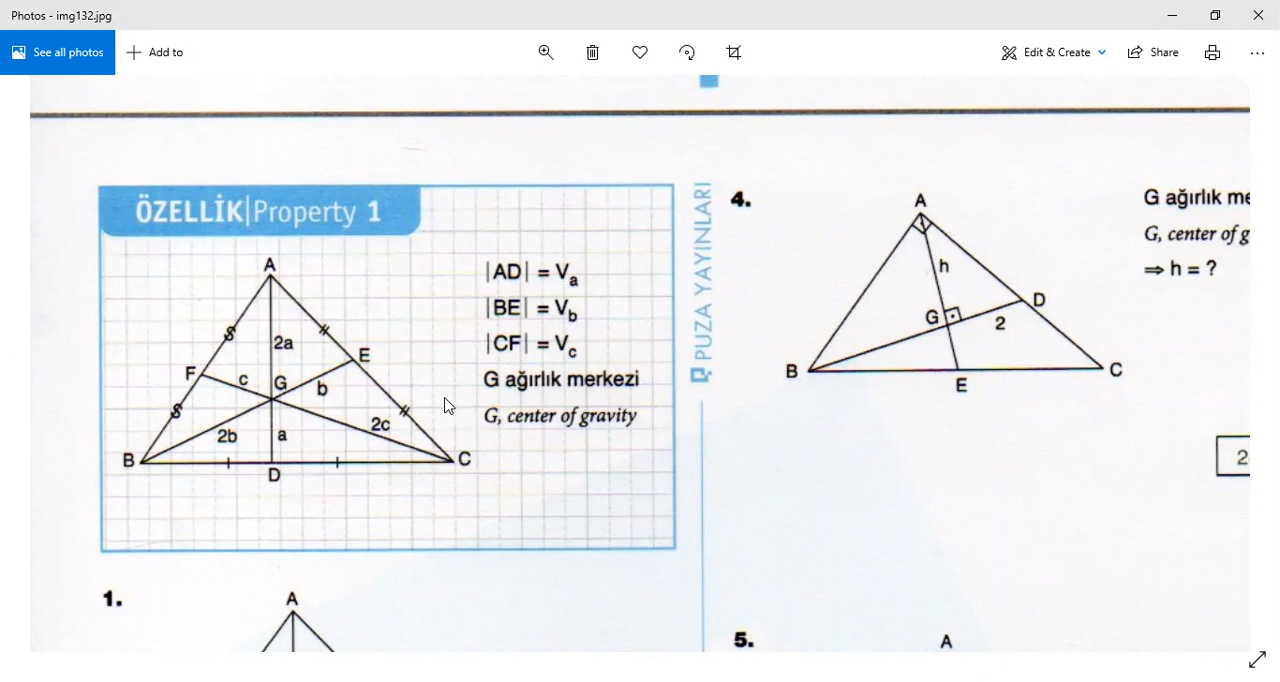 Photos - img132.jpg
See all photos
Add to
Edit & Create
Share
ÖZELLİK|Property 1
A
2a
F
c
G
b
E
2b
a
2c
B
D
C
|AD| = Va
|BE| = Vb
|CF| = Vc
G ağırlık merkezi
G, center of gravity
PUZA YAYINLARI
1.
A
4.
A
h
G
D
2
B
E
C
G ağırlık me
G, center of g
⇒ h = ?
2
5.
A